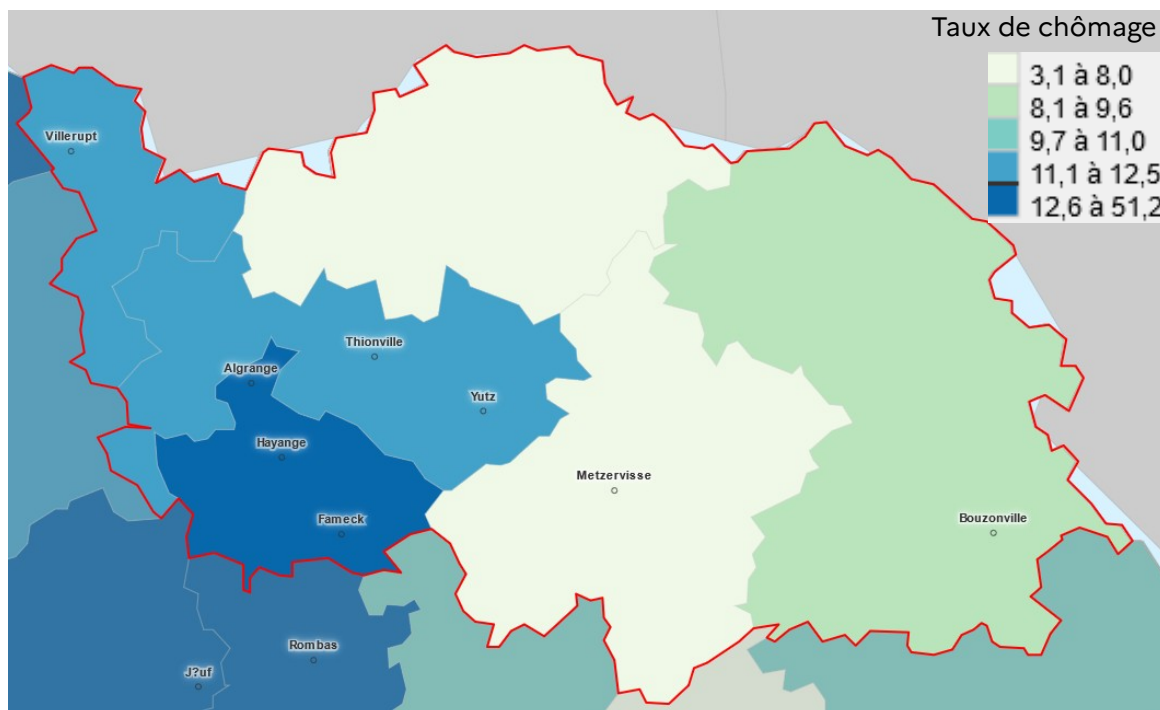 Taux de chômage
3,1 à 8,0
8,1 à 9,6
9,7 à 11,0
11,1 à 12,5
12,6 à 51,2
Villerupt
Thionville
Algrange
Yutz
Hayange
Metzervisse
Fameck
Bouzonville
Rombas
J?uf